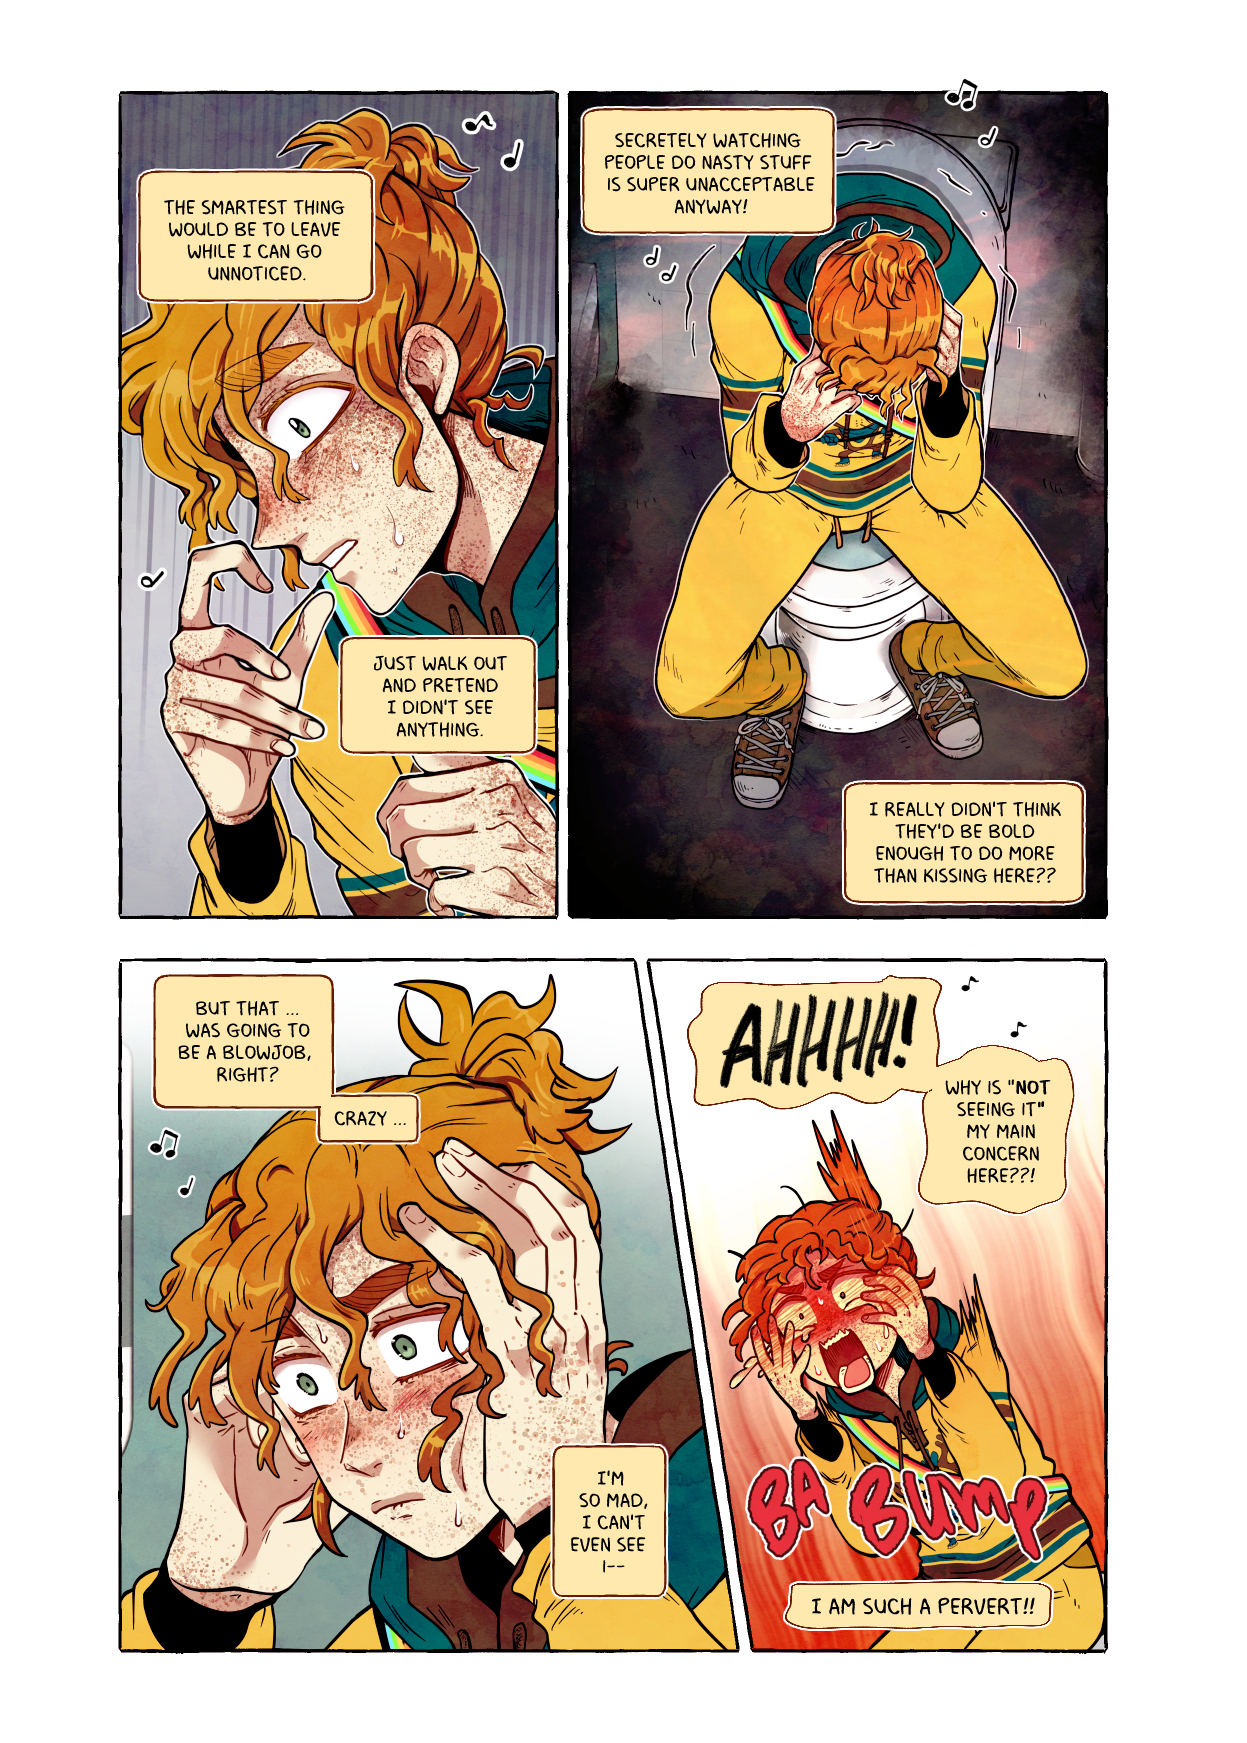 THE SMARTEST THING
WOULD BE TO LEAVE
WHILE I CAN GO
UNNOTICED.
JUST WALK OUT
AND PRETEND
I DIDN'T SEE
ANYTHING.
SECRETELY WATCHING
PEOPLE DO NASTY STUFF
IS SUPER UNACCEPTABLE
ANYWAY!
I REALLY DIDN'T THINK
THEY'D BE BOLD
ENOUGH TO DO MORE
THAN KISSING HERE??
BUT THAT ...
WAS GOING TO
BE A BLOWJOB,
RIGHT?
CRAZY ...
I'M
SO MAD,
I CAN'T
EVEN SEE
I--
AHHHH!
WHY IS "NOT
SEEING IT"
MY MAIN
CONCERN
HERE??!
BA BUMP
I AM SUCH A PERVERT!!